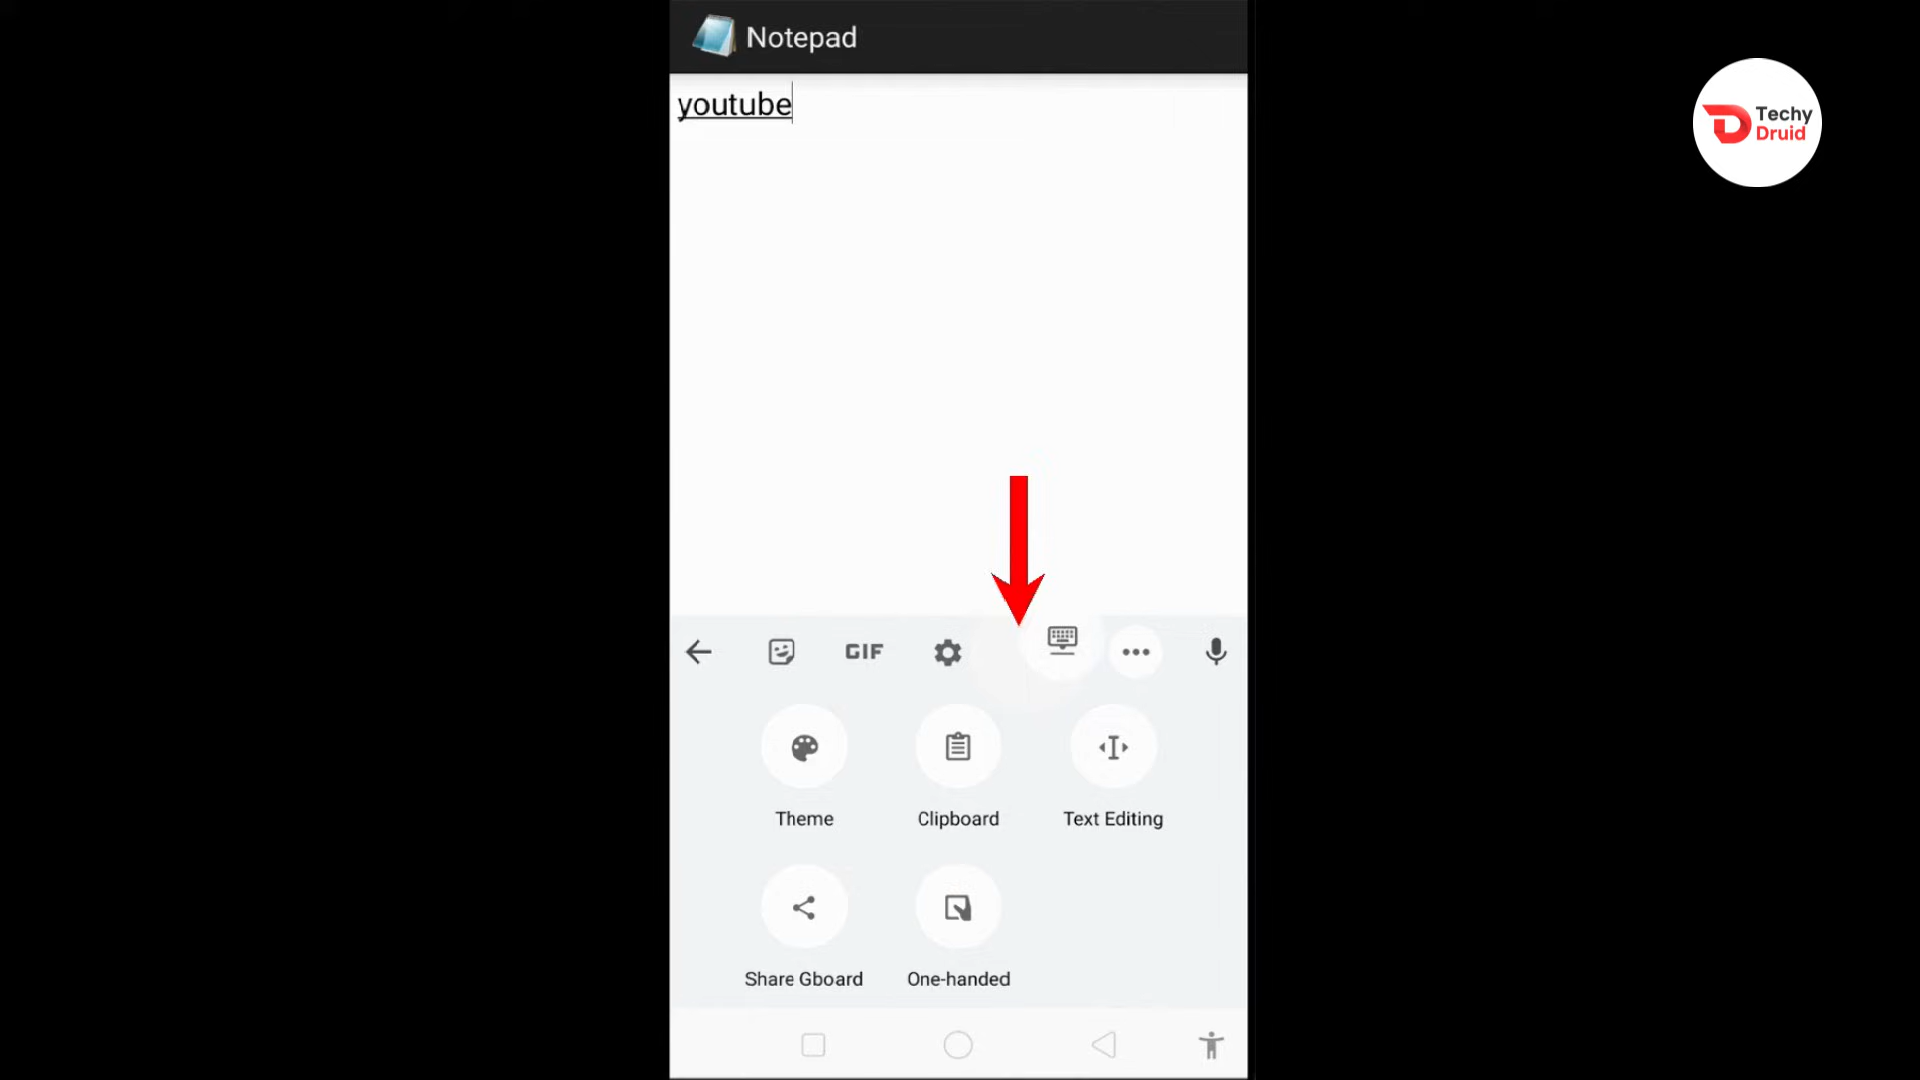 Notepad
youtube
Techy
Druid
GIF
Theme
Clipboard
Text Editing
Share Gboard
One-handed